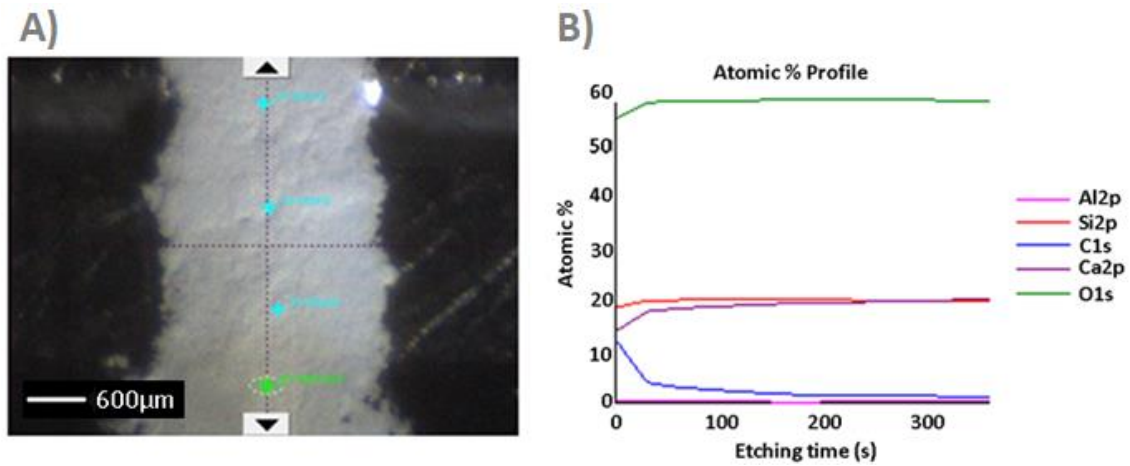 A)
B)
600µm
Atomic % Profile
60
50
40
30
20
10
0
Atomic %
0
100
200
300
Etching time (s)
Al2p
Si2p
C1s
Ca2p
O1s